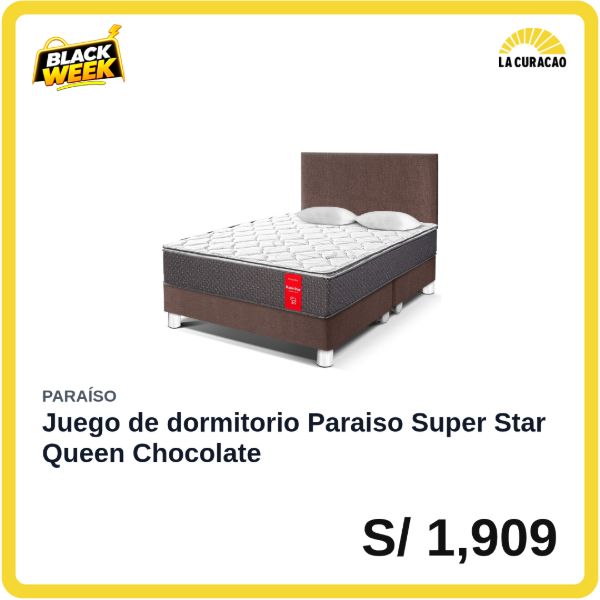 BLACK
WEEK
LA CURACAO
PARAÍSO
Juego de dormitorio Paraiso Super Star
Queen Chocolate
S/ 1,909